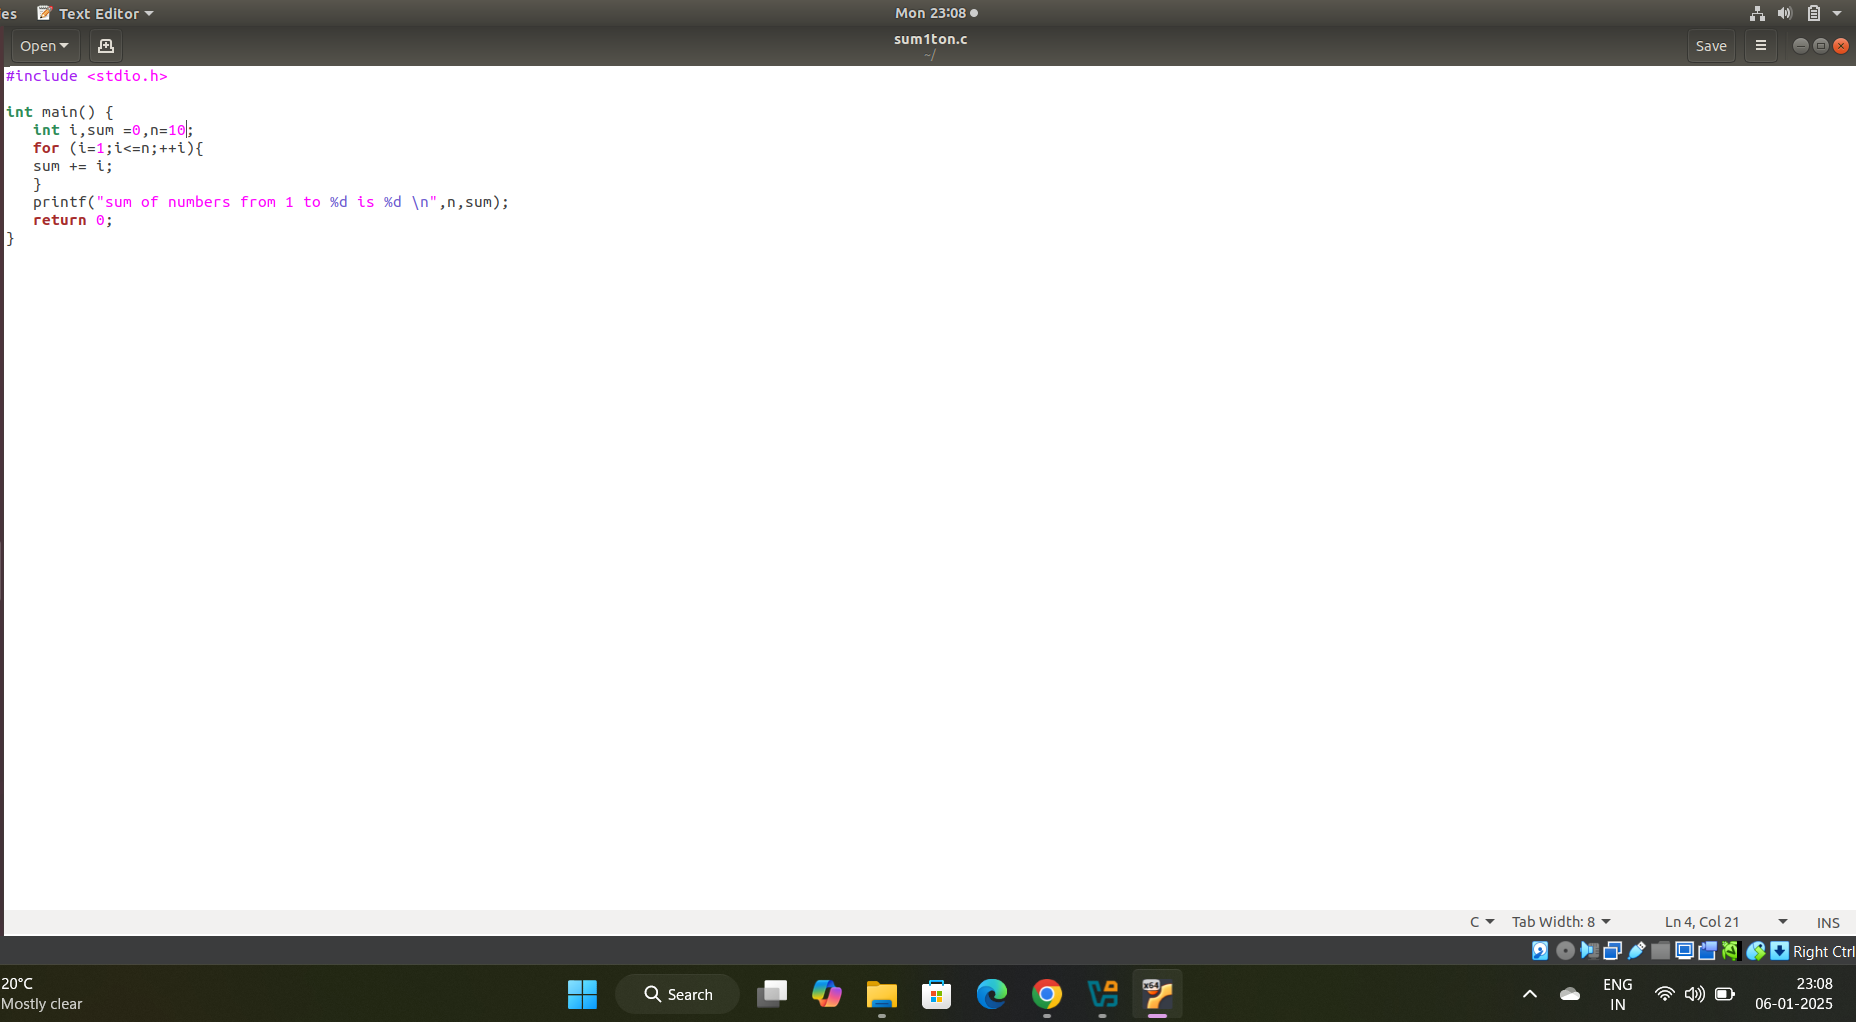 ies Text Editor Mon 23:08
Open sum1ton.c Save
~/
#include <stdio.h>

int main() {
   int i,sum =0,n=10;
   for (i=1;i<=n;++i){
   sum += i;
   }
   printf("sum of numbers from 1 to %d is %d \n",n,sum);
   return 0;
}
C Tab Width: 8 Ln 4, Col 21 INS
Right Ctrl
20°C
Mostly clear
Search
x64
ENG
IN
23:08
06-01-2025